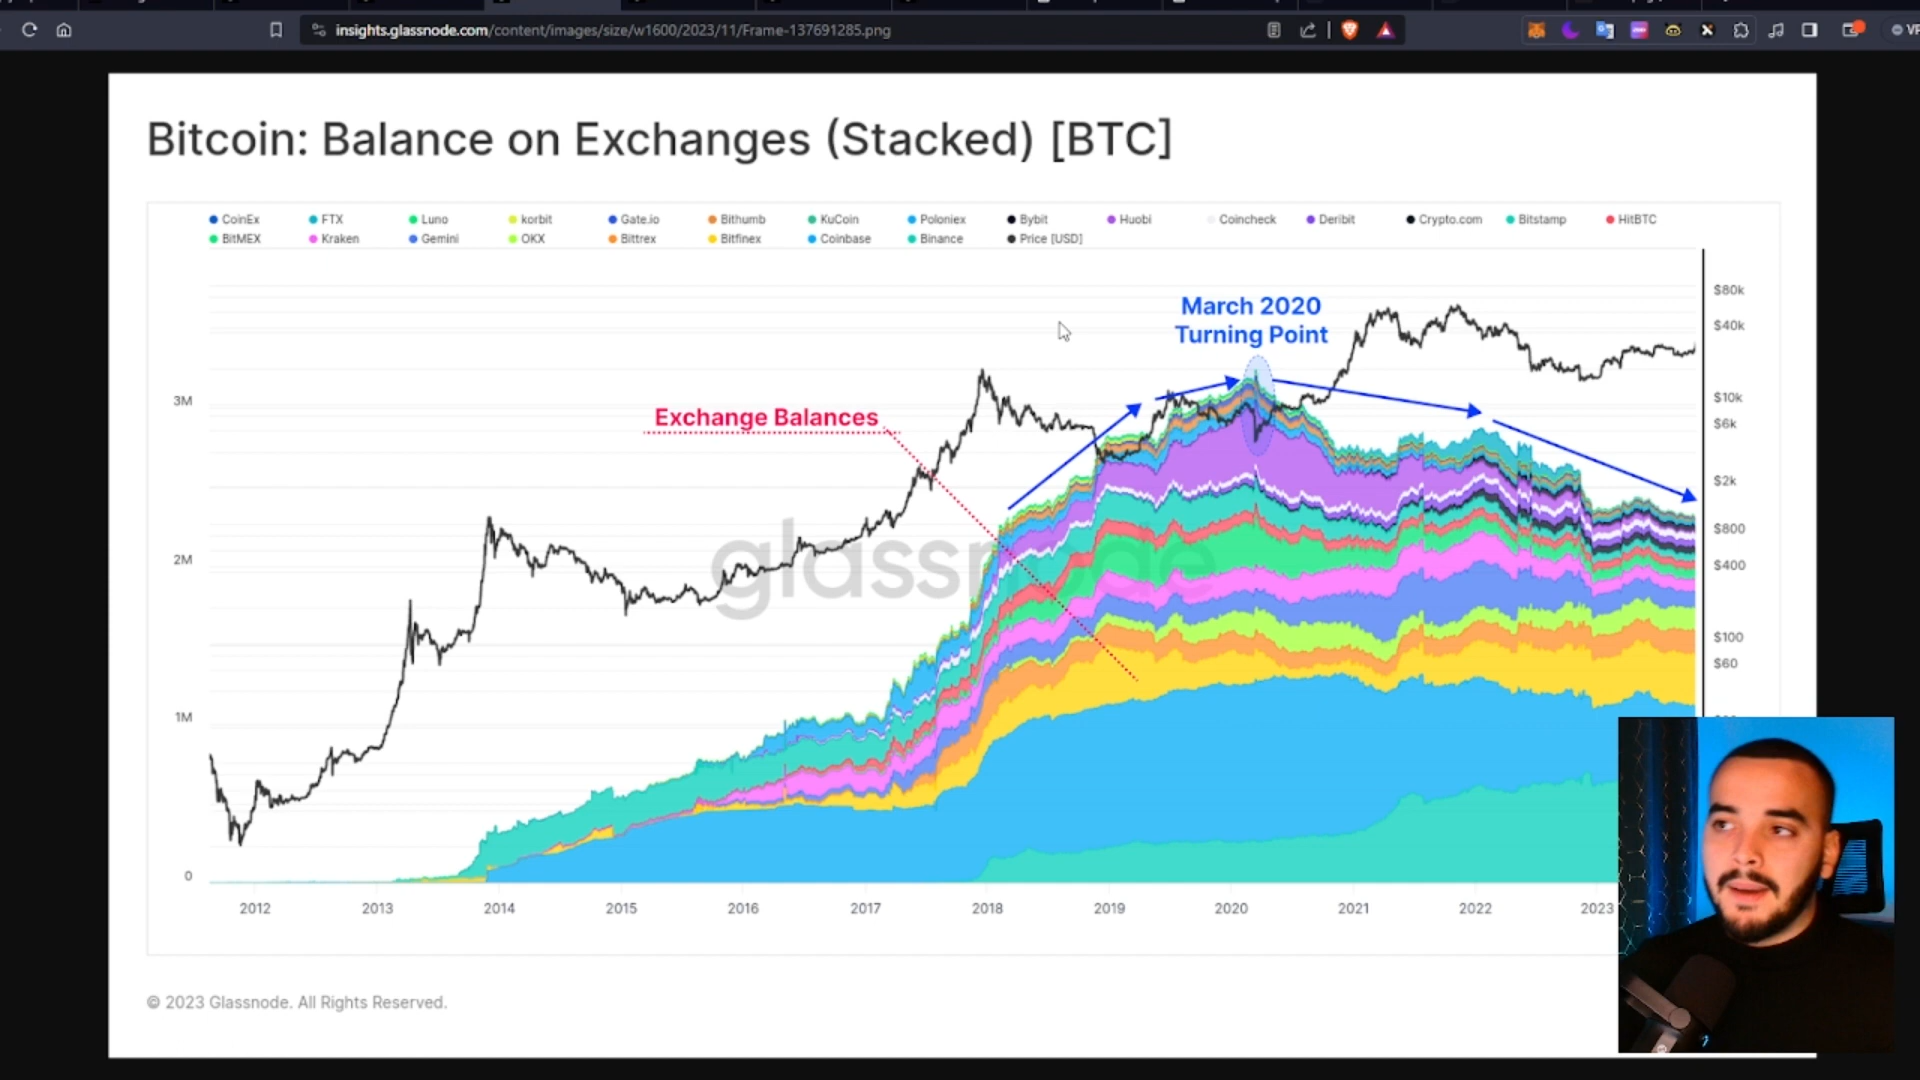 insights.glassnode.com/content/images/size/w1600/2023/11/Frame-137691285.png
VP
Bitcoin: Balance on Exchanges (Stacked) [BTC]
CoinEx FTX Luno korbit Gate.io Bithumb KuCoin Poloniex Bybit Huobi Coincheck Deribit Crypto.com Bitstamp HitBTC
BitMEX Kraken Gemini OKX Bittrex Bitfinex Coinbase Binance Price [USD]
March 2020
Turning Point
Exchange Balances
glassnode
3M
2M
1M
0
$80k
$40k
$10k
$6k
$2k
$800
$400
$100
$60
2012 2013 2014 2015 2016 2017 2018 2019 2020 2021 2022 2023
© 2023 Glassnode. All Rights Reserved.